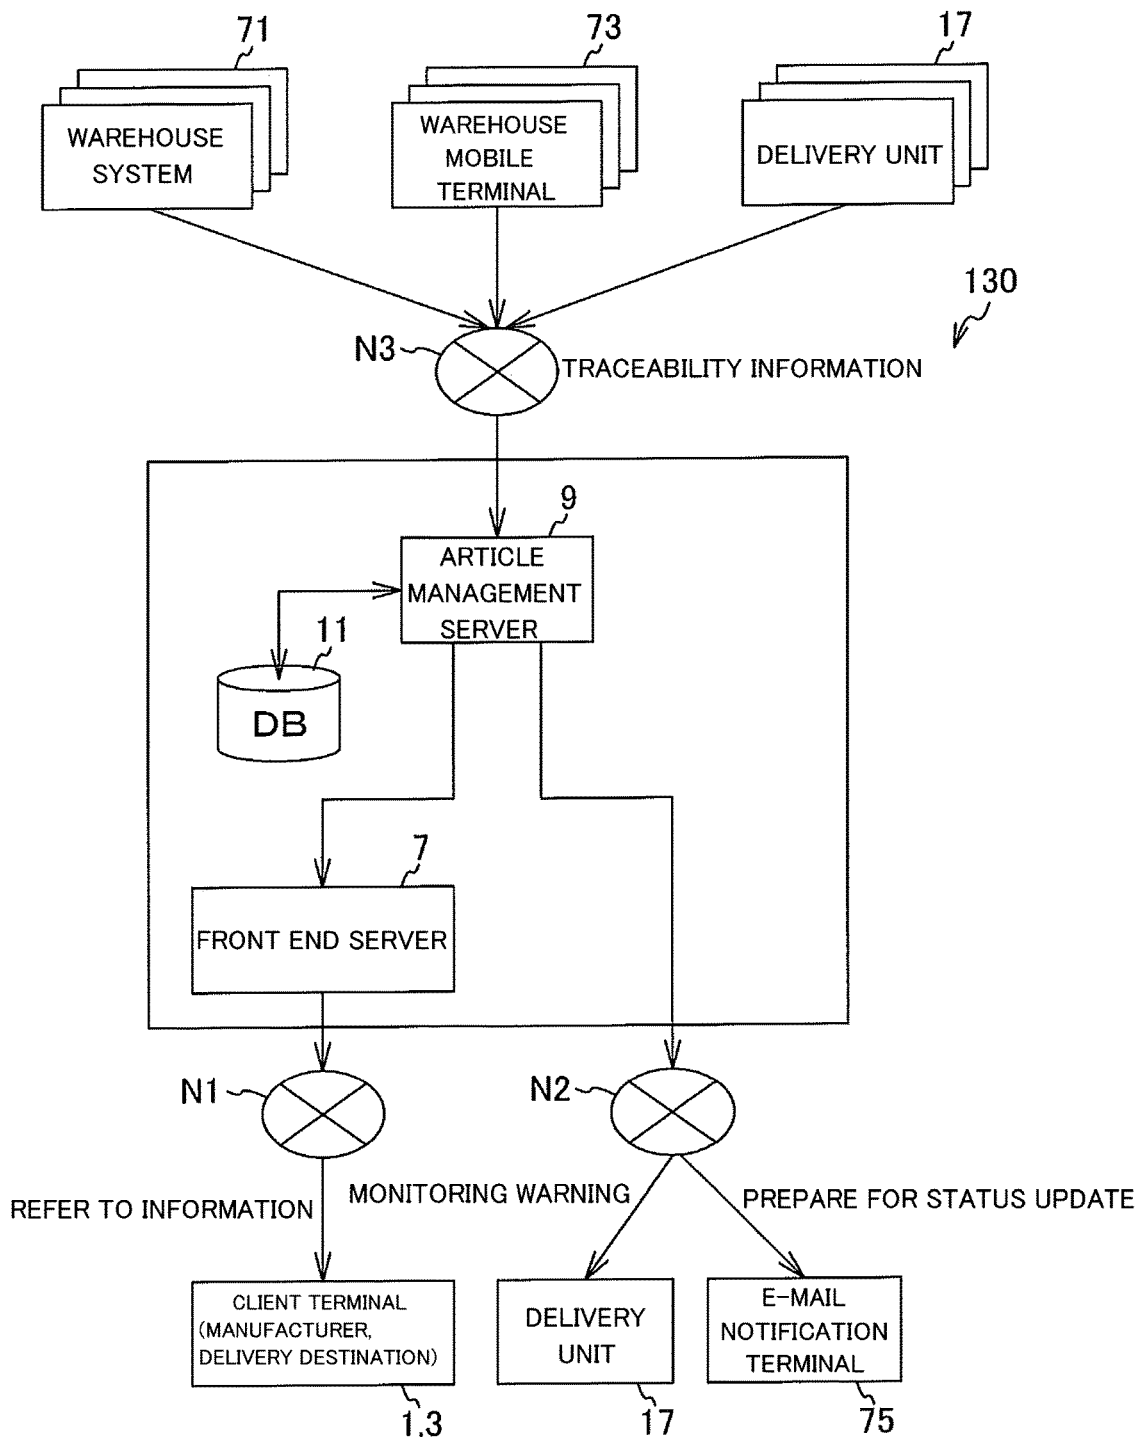 71
73
17
WAREHOUSE
SYSTEM
WAREHOUSE
MOBILE
TERMINAL
DELIVERY UNIT
130
N3
TRACEABILITY INFORMATION
9
ARTICLE
MANAGEMENT
SERVER
11
DB
7
FRONT END SERVER
N1
N2
REFER TO INFORMATION
MONITORING WARNING
PREPARE FOR STATUS UPDATE
CLIENT TERMINAL
(MANUFACTURER,
DELIVERY DESTINATION)
DELIVERY
UNIT
E-MAIL
NOTIFICATION
TERMINAL
1,3
17
75